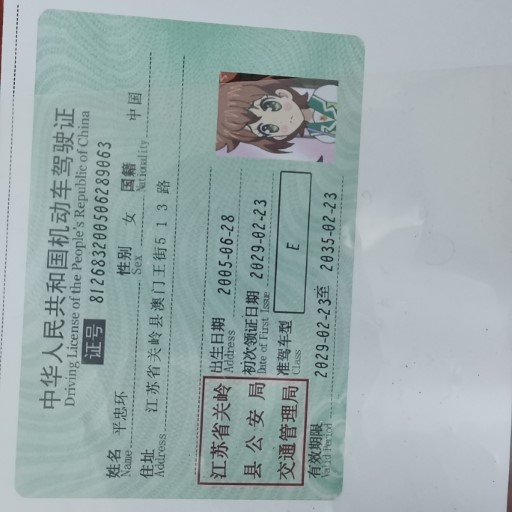 中华人民共和国机动车驾驶证
Driving License of the People's Republic of China
证号 812683200506289063
姓名 平忠环 性别 女 国籍 中国
Name Sex Nationality
住址 江苏省关岭县澳门王街513路
Address
江苏省关岭
县公安局
交通管理局
出生日期 2005-06-28
Address
初次领证日期 2029-02-23
Date of First Issue
准驾车型 E
Class
有效期限 2029-02-23至 2035-02-23
Valid Period